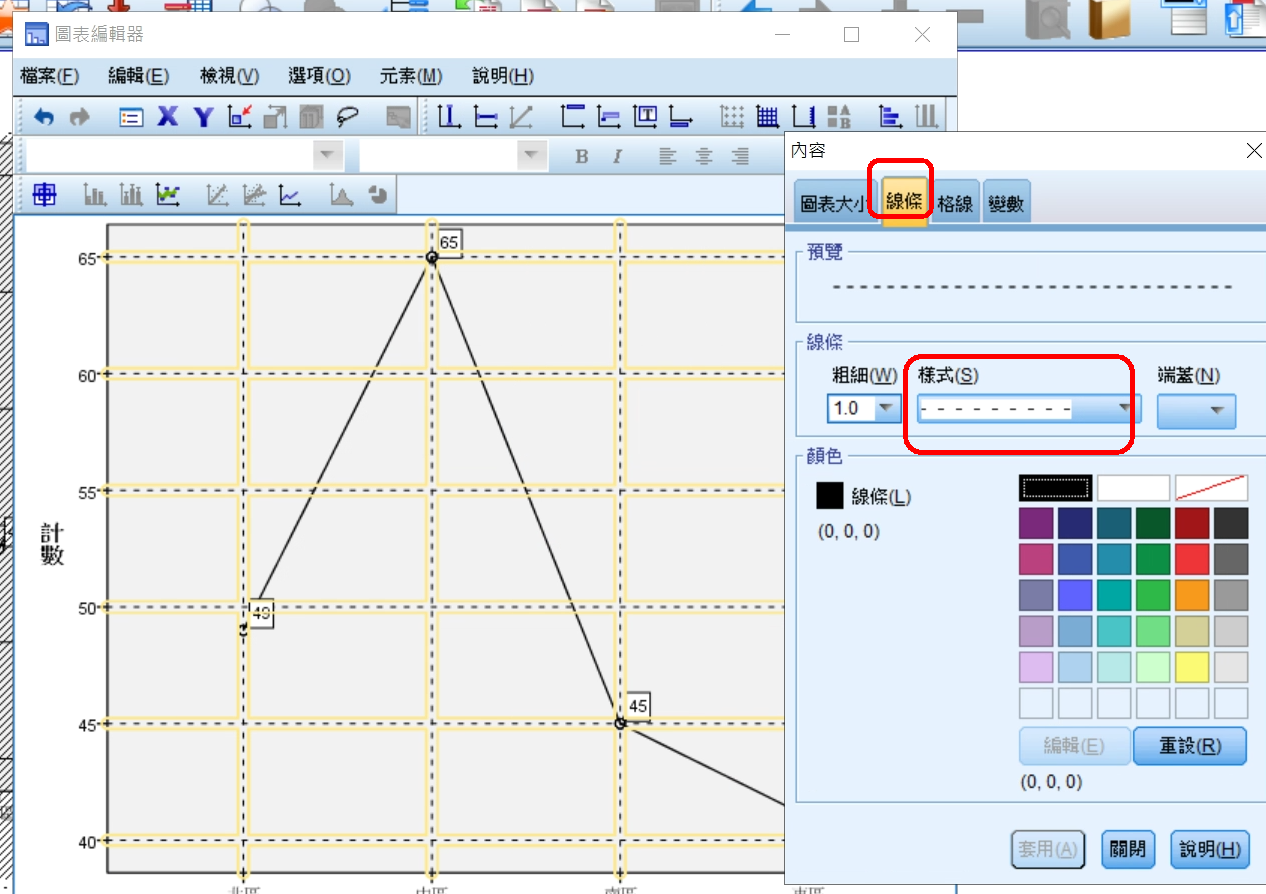 圖表編輯器
檔案(F) 編輯(E) 檢視(V) 選項(O) 元素(M) 說明(H)
X Y
B I
內容
圖表大小 線條 格線 變數
預覽
線條
粗細(W) 樣式(S) 端蓋(N)
1.0
顏色
線條(L)
(0, 0, 0)
編輯(E) 重設(R)
(0, 0, 0)
套用(A) 關閉 說明(H)
計數
65
60
55
50
45
40
65
49
45